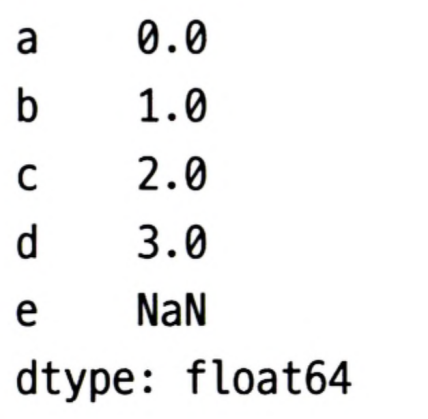 a    0.0
b    1.0
c    2.0
d    3.0
e    NaN
dtype: float64